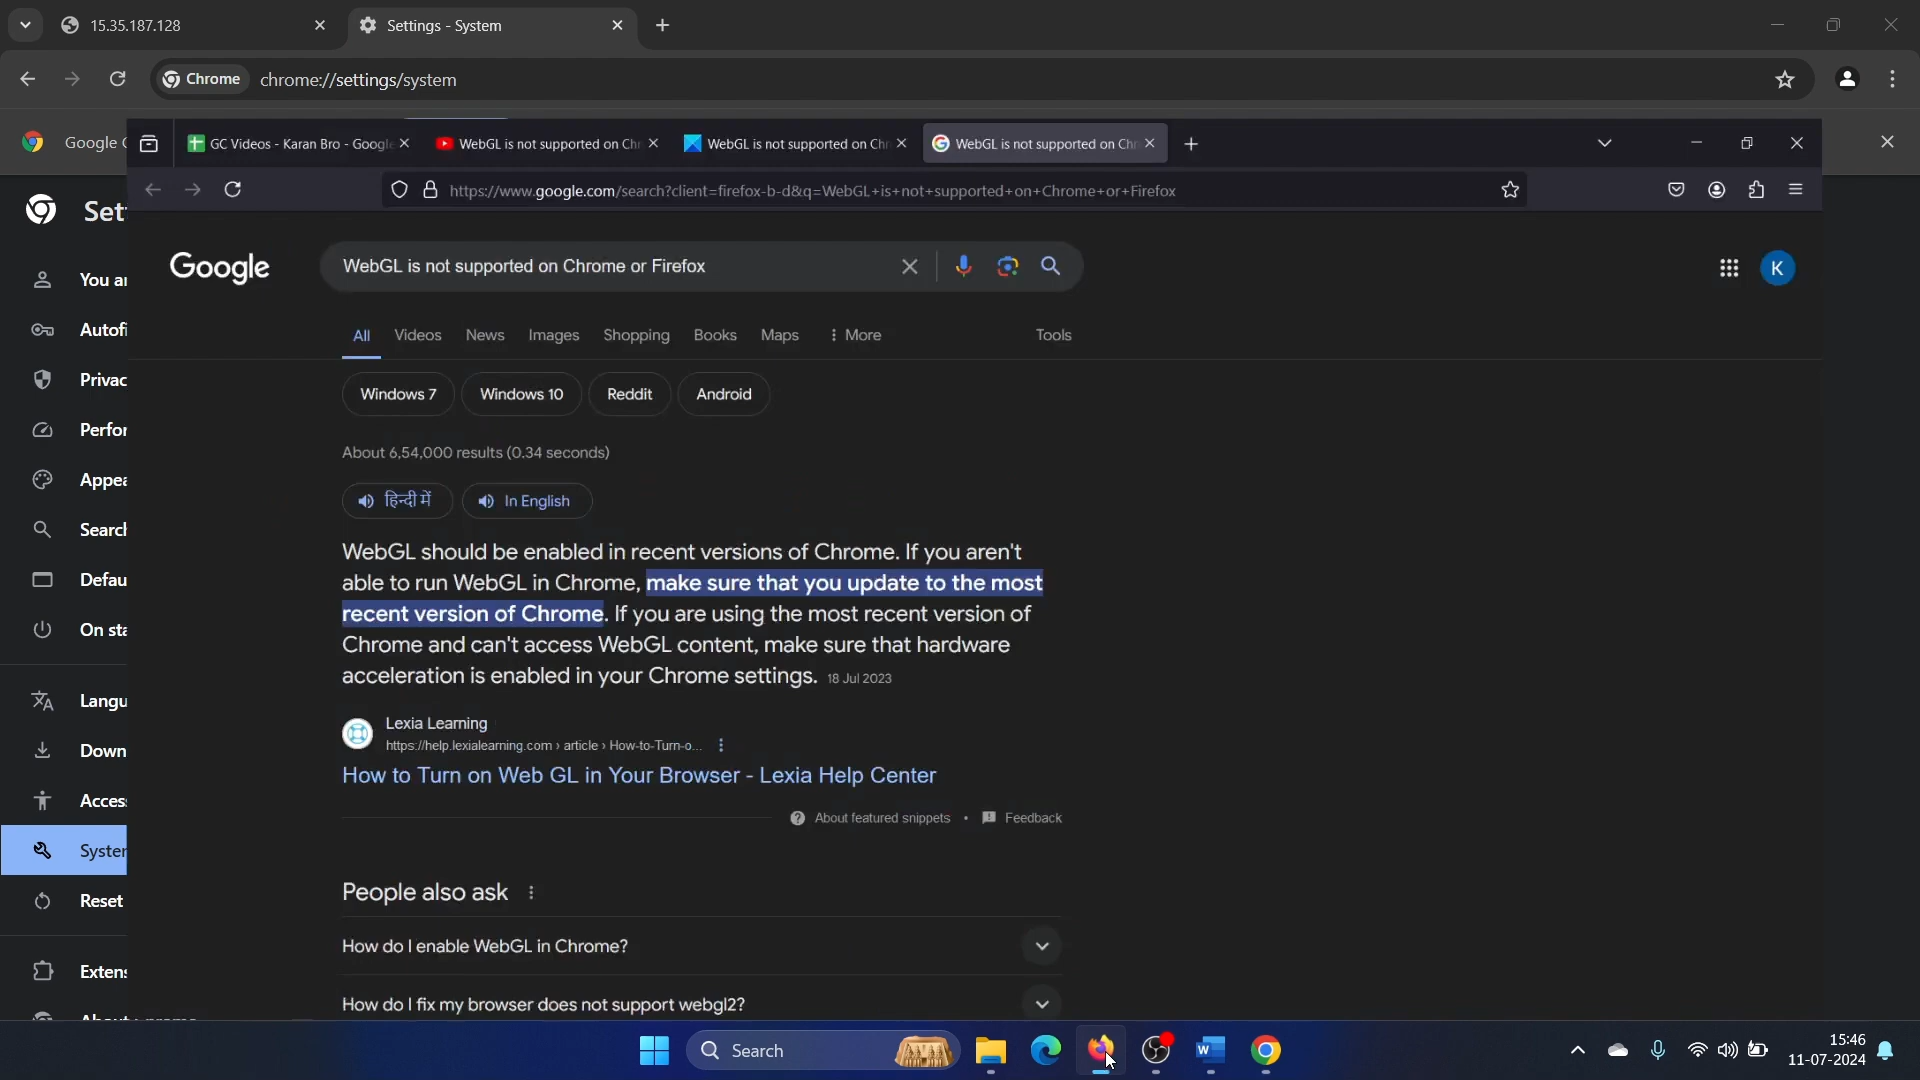 15.35.187.128
Settings - System
Chrome
chrome://settings/system
Google
GC Videos - Karan Bro - Google
WebGL is not supported on Chr
WebGL is not supported on Chr
WebGL is not supported on Chr
https://www.google.com/search?client=firefox-b-d&q=WebGL+is+not+supported+on+Chrome+or+Firefox
Set
You a
Autof
Privac
Perfor
Appea
Search
Defau
On sta
Langu
Down
Access
System
Reset
Extens
Google
WebGL is not supported on Chrome or Firefox
K
All Videos News Images Shopping Books Maps More Tools
Windows 7 Windows 10 Reddit Android
About 6,54,000 results (0.34 seconds)
हिन्दी में In English
WebGL should be enabled in recent versions of Chrome. If you aren't
able to run WebGL in Chrome, make sure that you update to the most
recent version of Chrome. If you are using the most recent version of
Chrome and can't access WebGL content, make sure that hardware
acceleration is enabled in your Chrome settings. 18 Jul 2023
Lexia Learning
https://help.lexialearning.com › article › How-to-Turn-o...
How to Turn on Web GL in Your Browser - Lexia Help Center
About featured snippets • Feedback
People also ask
How do I enable WebGL in Chrome?
How do I fix my browser does not support webgl2?
Search
15:46
11-07-2024